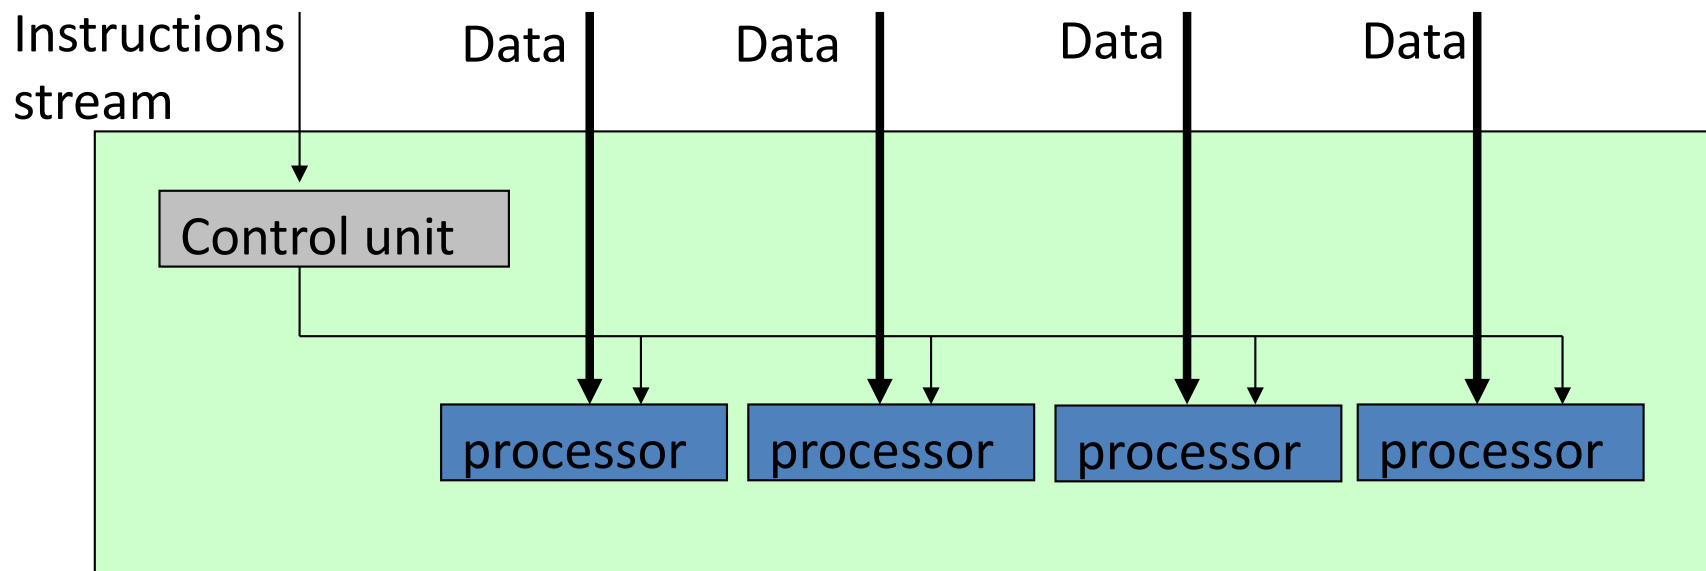 Instructions
stream
Data
Data
Data
Data
Control unit
processor
processor
processor
processor